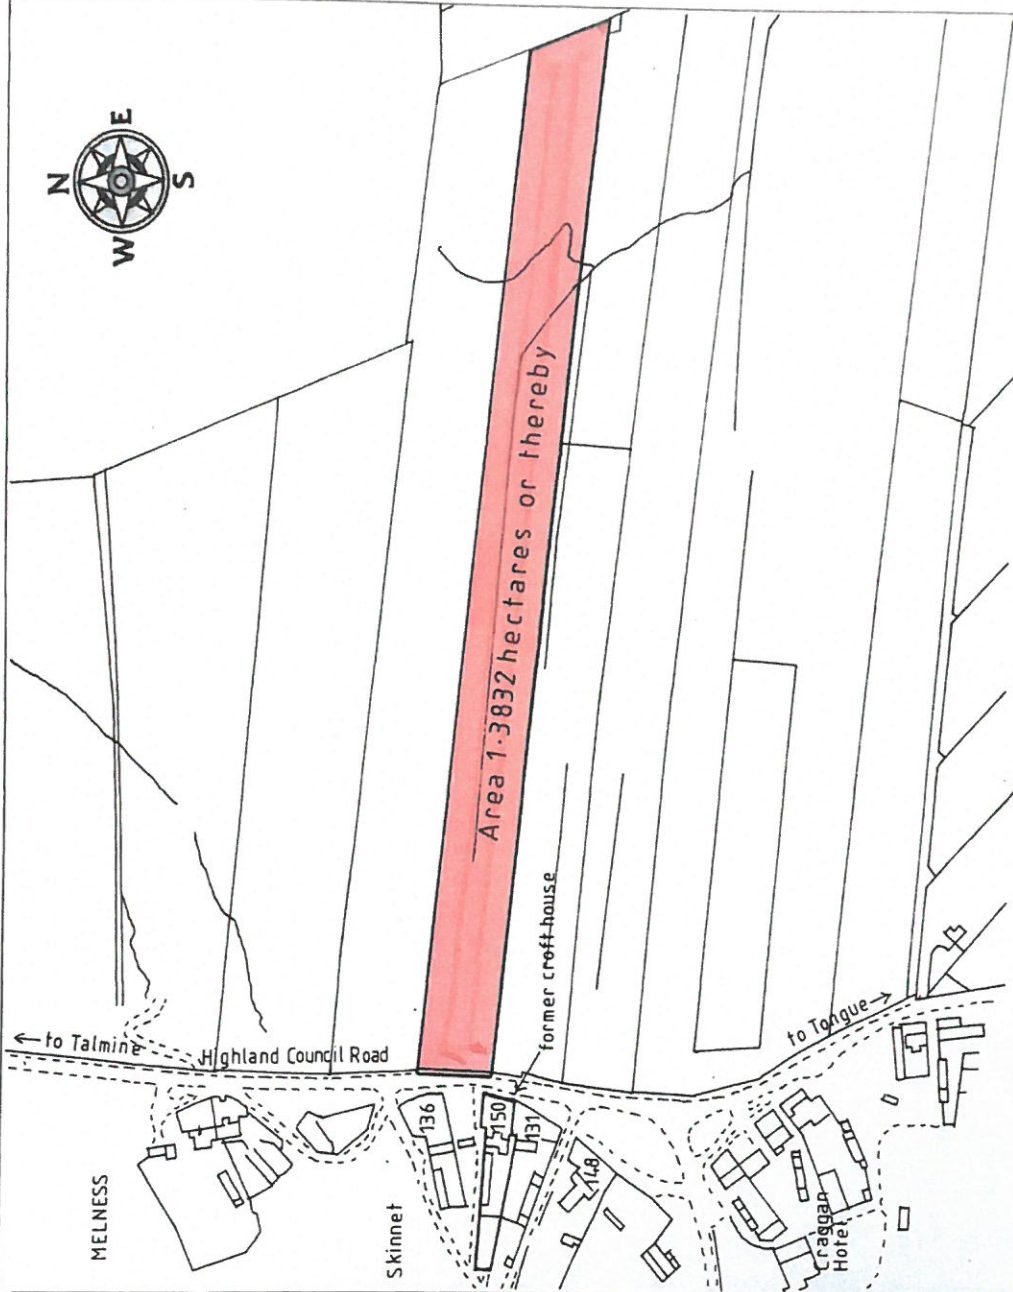 N
E
W
S
Area 1·3832 hectares or thereby
former croft house
← to Talmine
Highland Council Road
to Tongue →
MELNESS
136
Skinnet
150
131
148
Craggan
Hotel